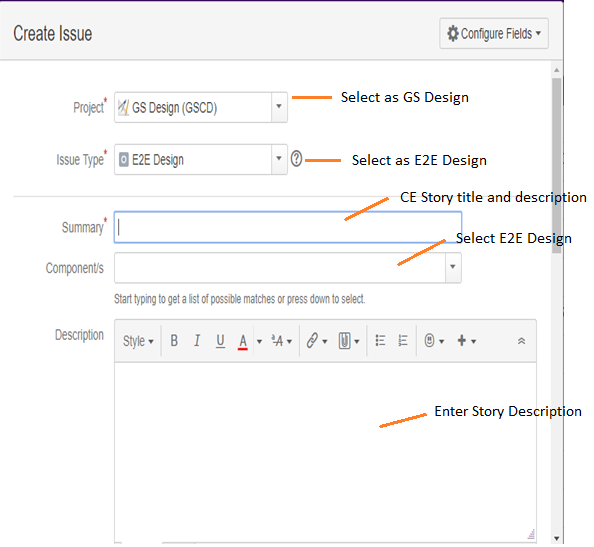 Create Issue
Configure Fields
Project* GS Design (GSCD) Select as GS Design
Issue Type* E2E Design ? Select as E2E Design
CE Story title and description
Summary*
Select E2E Design
Component/s
Start typing to get a list of possible matches or press down to select.
Description
Style B I U A ªA
Enter Story Description